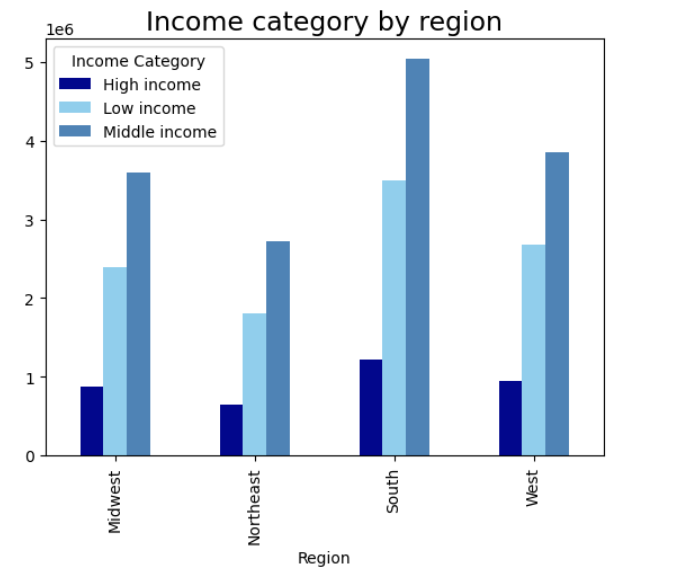 Income category by region
1e6
Income Category
High income
Low income
Middle income
5
4
3
2
1
0
Midwest
Northeast
South
West
Region